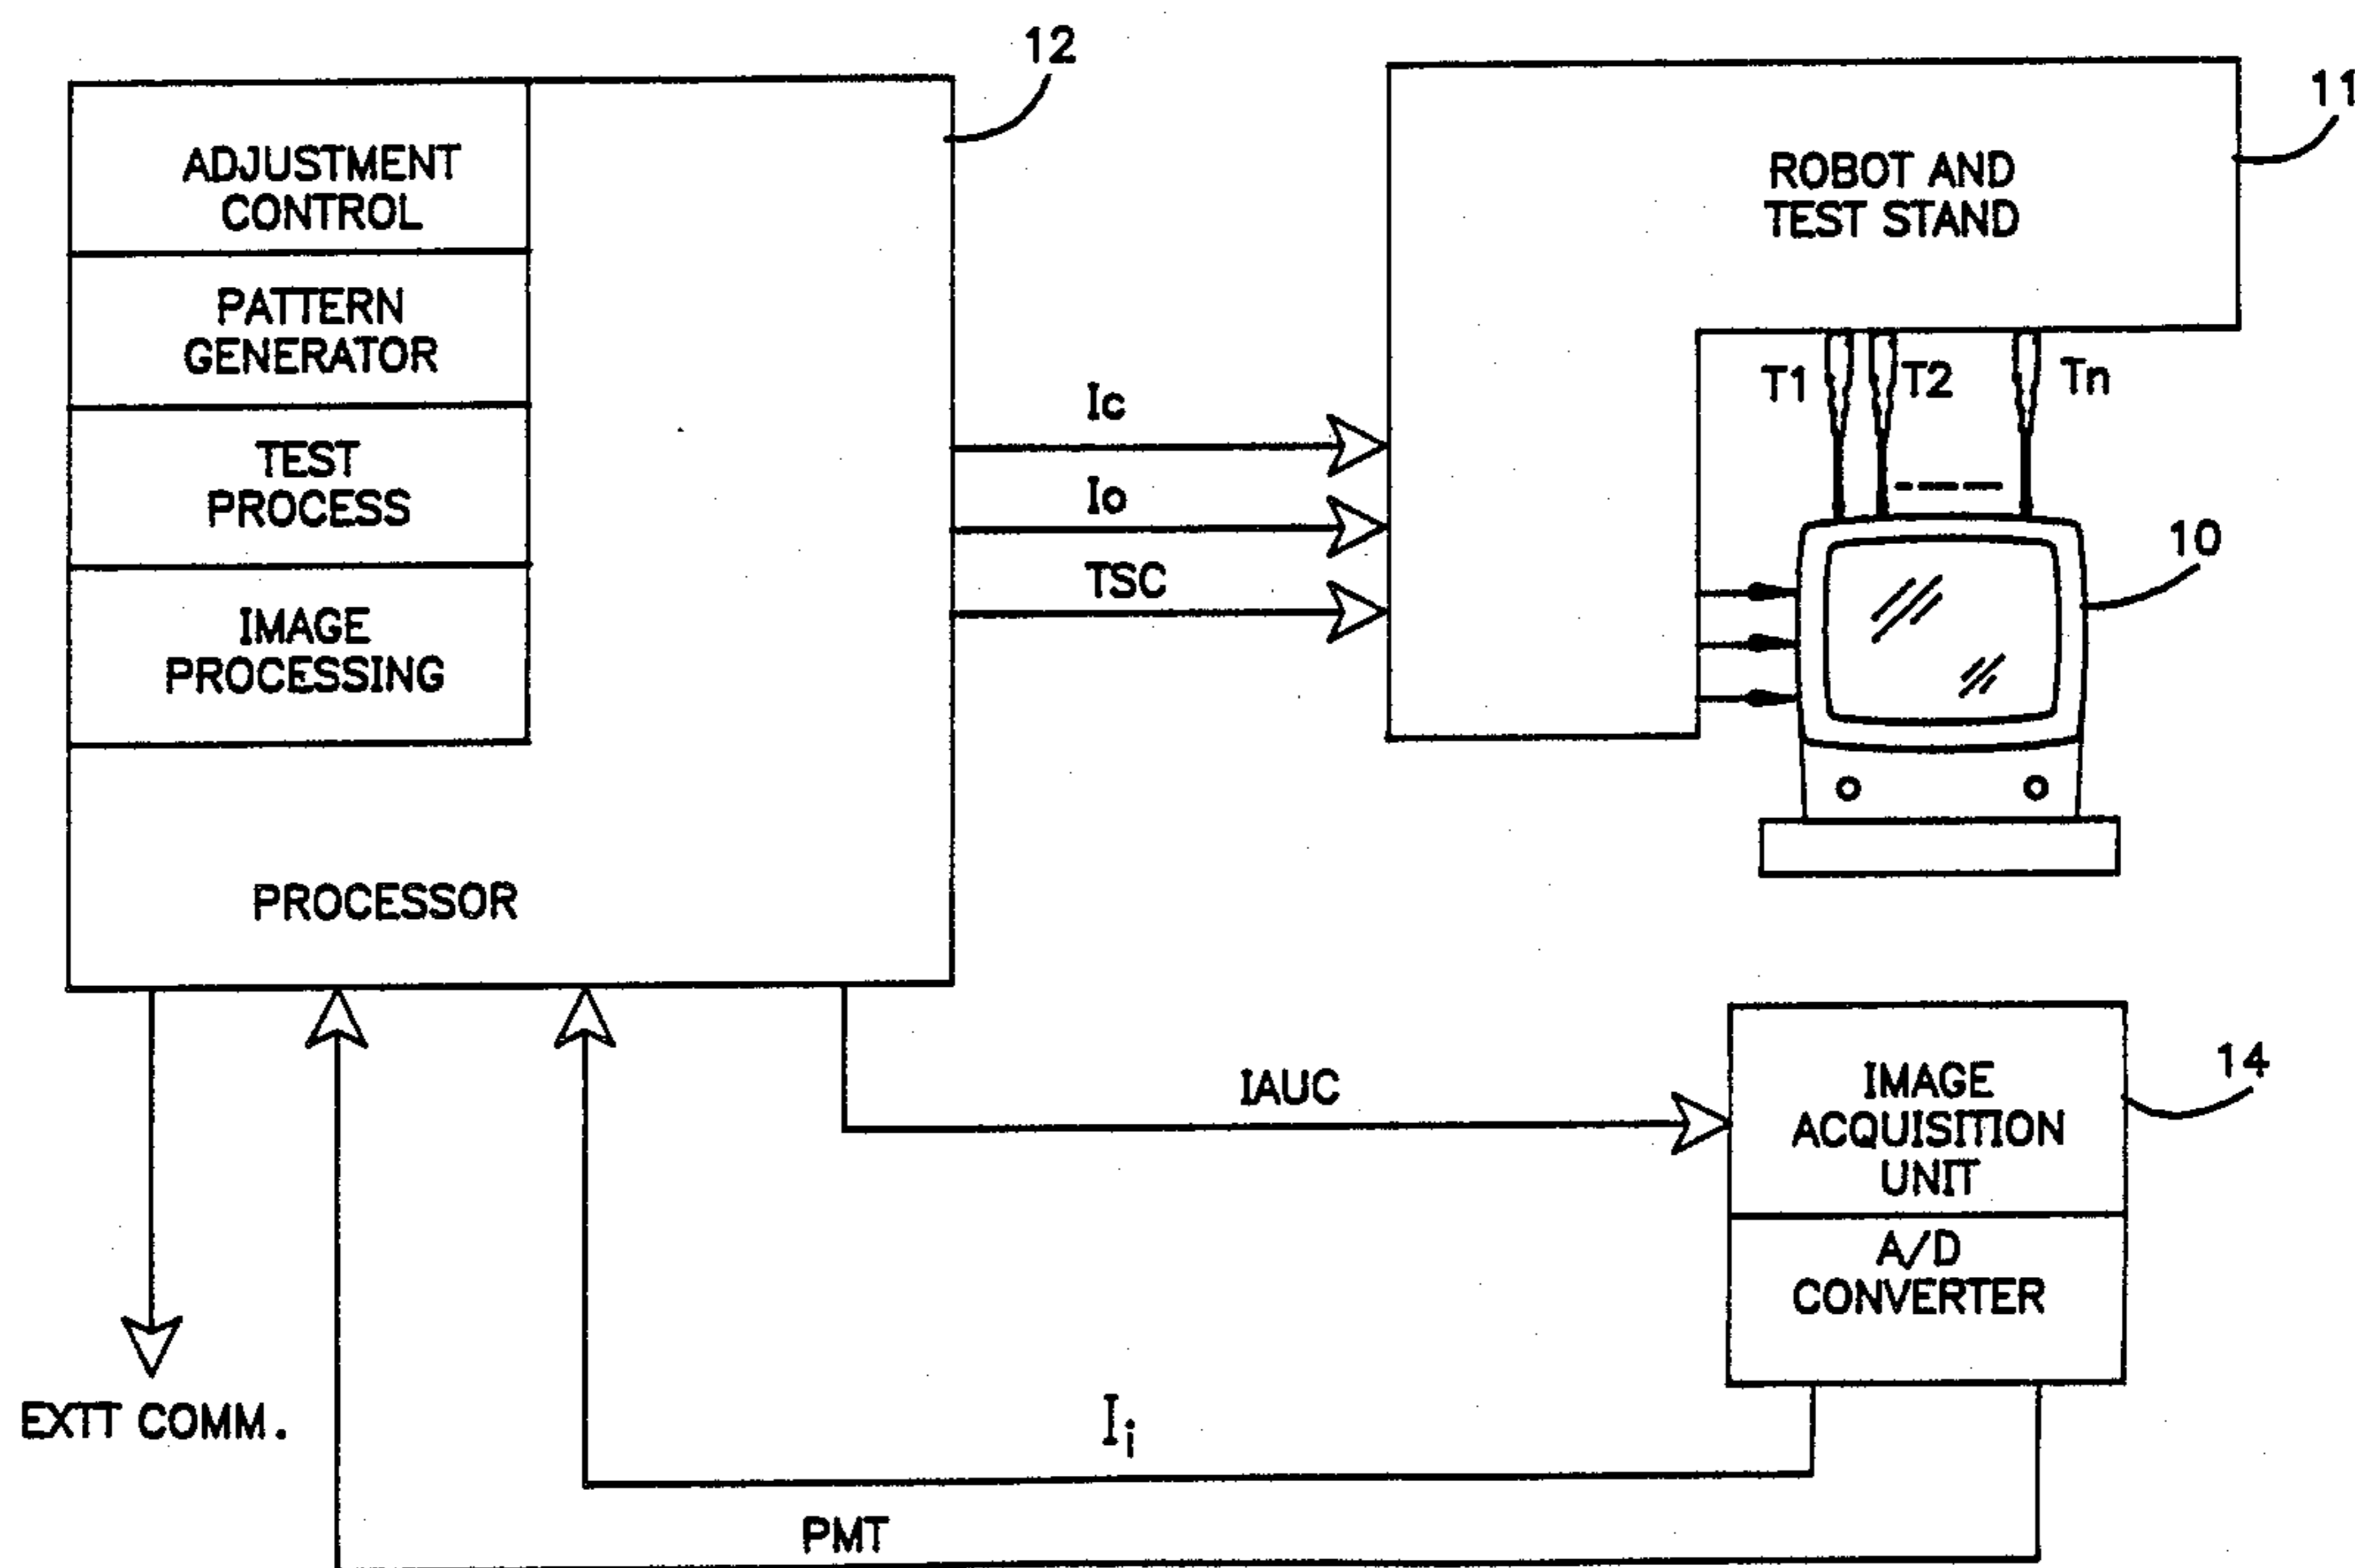 12
11
ADJUSTMENT
CONTROL
PATTERN
GENERATOR
TEST
PROCESS
IMAGE
PROCESSING
PROCESSOR
Ic
Io
TSC
ROBOT AND
TEST STAND
T1
T2
Tn
10
IAUC
14
IMAGE
ACQUISITION
UNIT
A/D
CONVERTER
EXTT COMM.
Ii
PMT